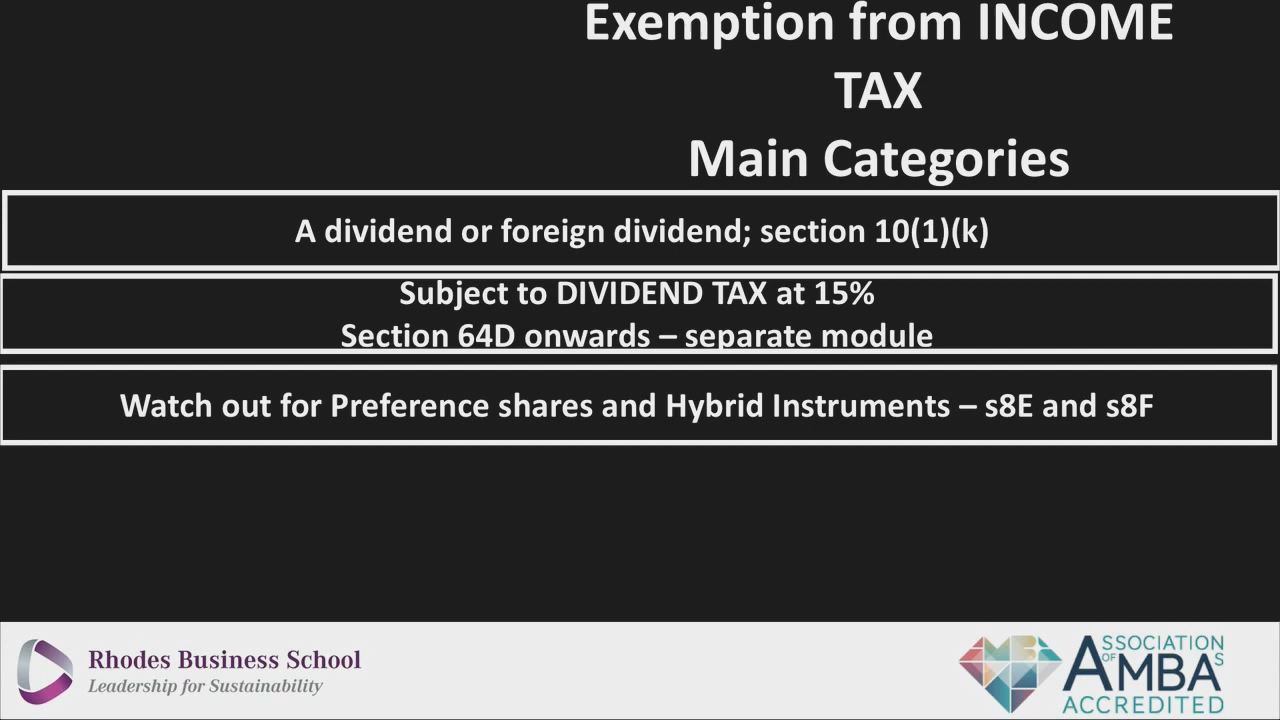 Exemption from INCOME
TAX
Main Categories
A dividend or foreign dividend; section 10(1)(k)
Subject to DIVIDEND TAX at 15%
Section 64D onwards – separate module
Watch out for Preference shares and Hybrid Instruments – s8E and s8F
Rhodes Business School
Leadership for Sustainability
MBA
ASSOCIATION
OF
AMBAS
ACCREDITED